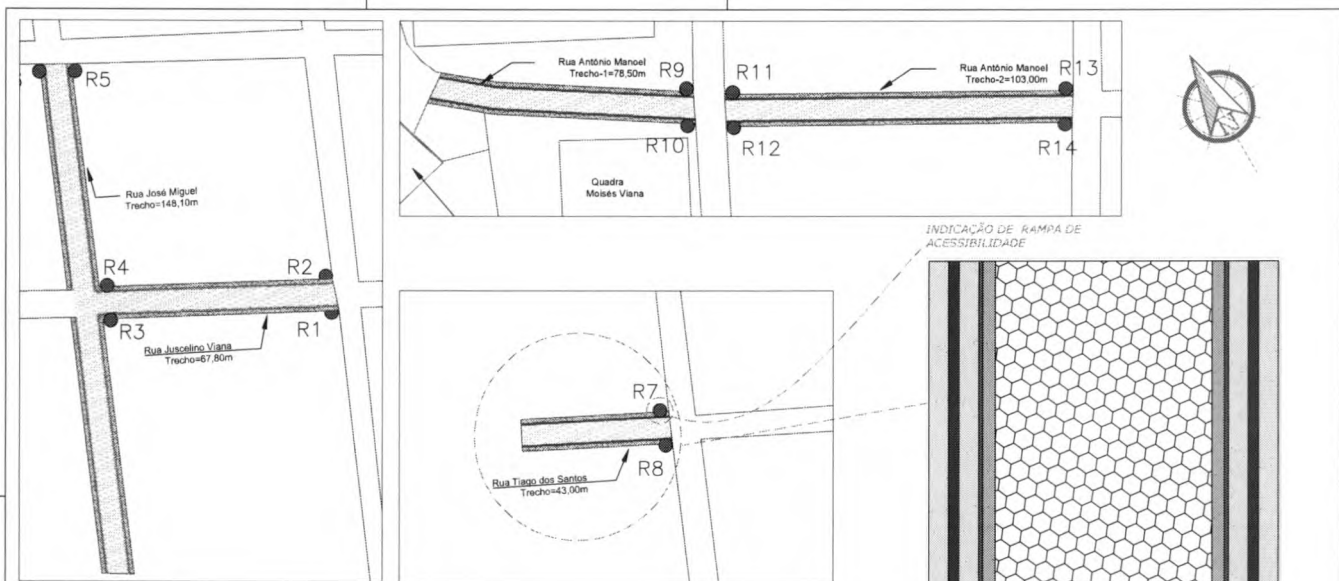 R5
Rua José Miguel
Trecho=148,10m
R4
R2
R3
R1
Rua Juscelino Viana
Trecho=67,80m
Rua Antônio Manoel
Trecho-1=78,50m
R9
R11
Rua Antônio Manoel
Trecho-2=103,00m
R13
R10
R12
R14
Quadra
Moisés Viana
INDICAÇÃO DE RAMPA DE
ACESSIBILIDADE
R7
R8
Rua Tiago dos Santos
Trecho=43,00m